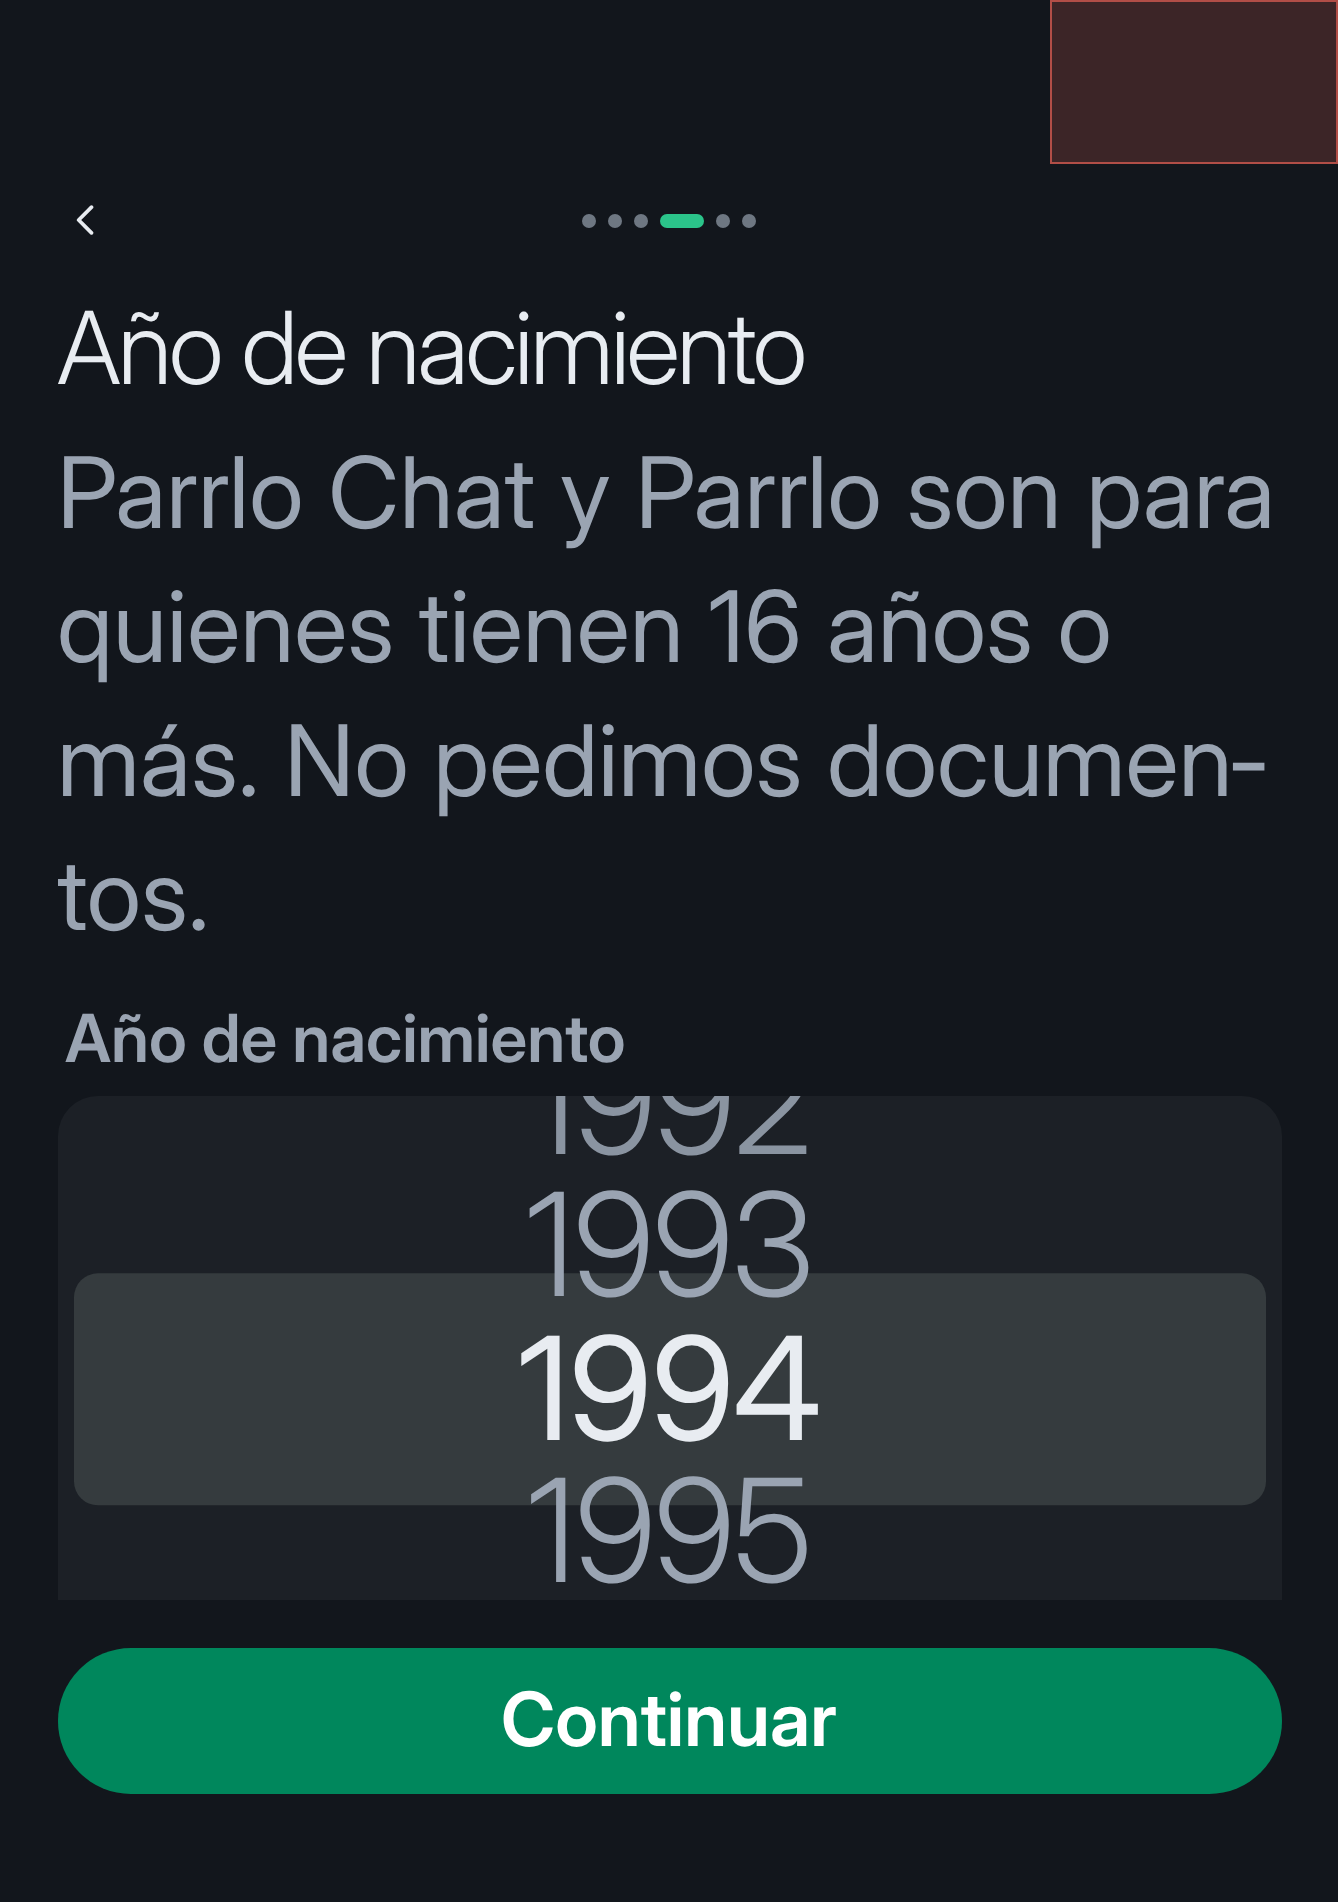 Año de nacimiento
Parrlo Chat y Parrlo son para
quienes tienen 16 años o
más. No pedimos documen-
tos.
Año de nacimiento
1992
1993
1994
1995
Continuar